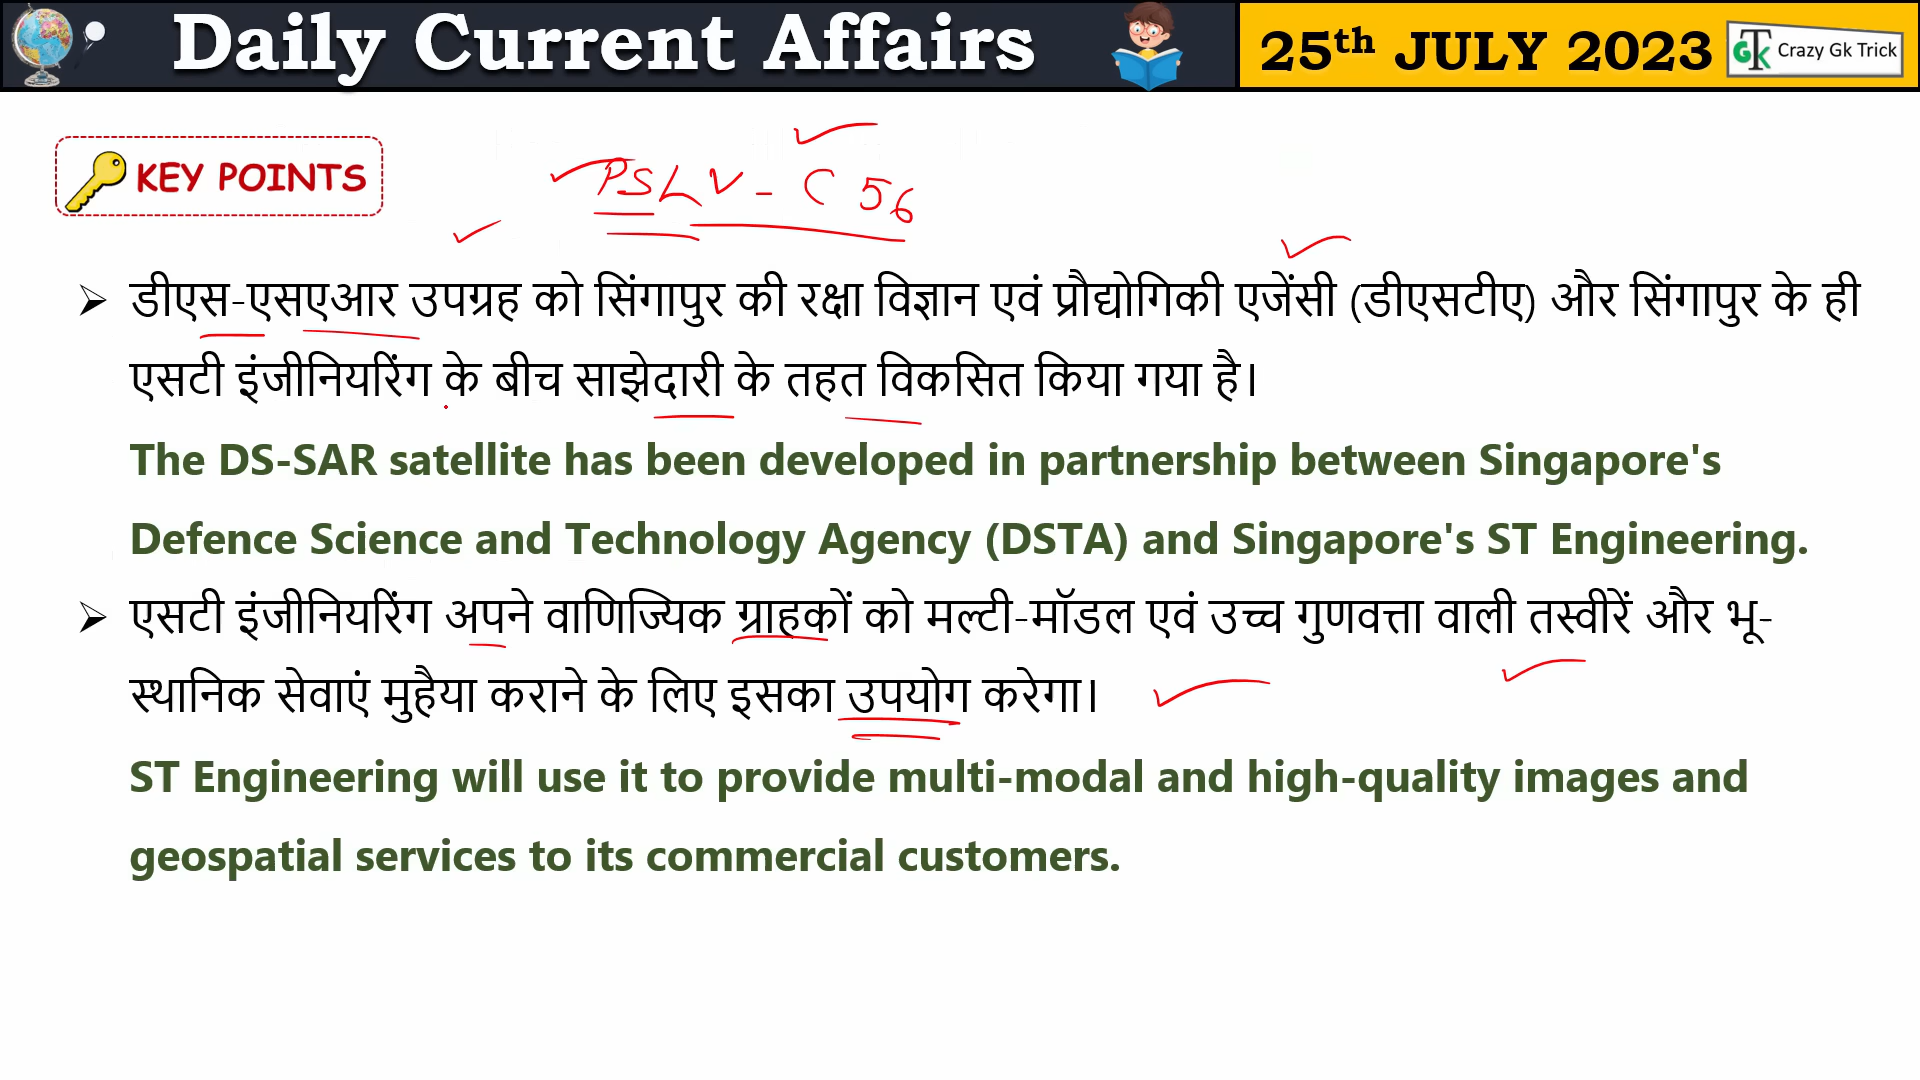 Daily Current Affairs
25th JULY 2023
GTK Crazy Gk Trick
KEY POINTS
PSLV-C56
➢ डीएस-एसएआर उपग्रह को सिंगापुर की रक्षा विज्ञान एवं प्रौद्योगिकी एजेंसी (डीएसटीए) और सिंगापुर के ही
एसटी इंजीनियरिंग के बीच साझेदारी के तहत विकसित किया गया है।
The DS-SAR satellite has been developed in partnership between Singapore's
Defence Science and Technology Agency (DSTA) and Singapore's ST Engineering.
➢ एसटी इंजीनियरिंग अपने वाणिज्यिक ग्राहकों को मल्टी-मॉडल एवं उच्च गुणवत्ता वाली तस्वीरें और भू-
स्थानिक सेवाएं मुहैया कराने के लिए इसका उपयोग करेगा।
ST Engineering will use it to provide multi-modal and high-quality images and
geospatial services to its commercial customers.